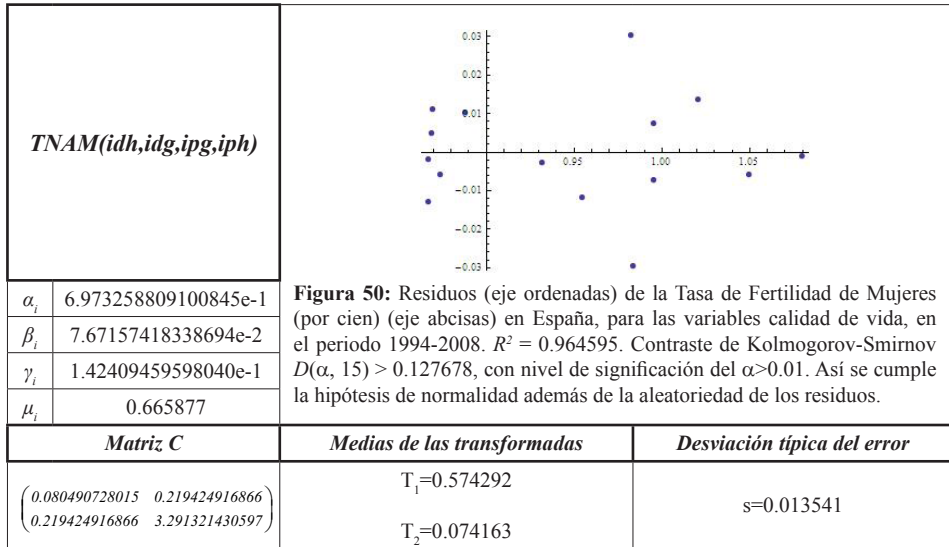 TNAM(idh,idg,ipg,iph)
0.03
0.02
0.01
0.95 1.00 1.05
−0.01
−0.02
−0.03
αi 6.973258809100845e-1
βi 7.67157418338694e-2
γi 1.42409459598040e-1
μi 0.665877
Figura 50: Residuos (eje ordenadas) de la Tasa de Fertilidad de Mujeres
(por cien) (eje abcisas) en España, para las variables calidad de vida, en
el periodo 1994-2008. R² = 0.964595. Contraste de Kolmogorov-Smirnov
D(α, 15) > 0.127678, con nivel de significación del α>0.01. Así se cumple
la hipótesis de normalidad además de la aleatoriedad de los residuos.
Matriz C Medias de las transformadas Desviación típica del error
0.080490728015 0.219424916866
0.219424916866 3.291321430597
T1=0.574292
T2=0.074163
s=0.013541